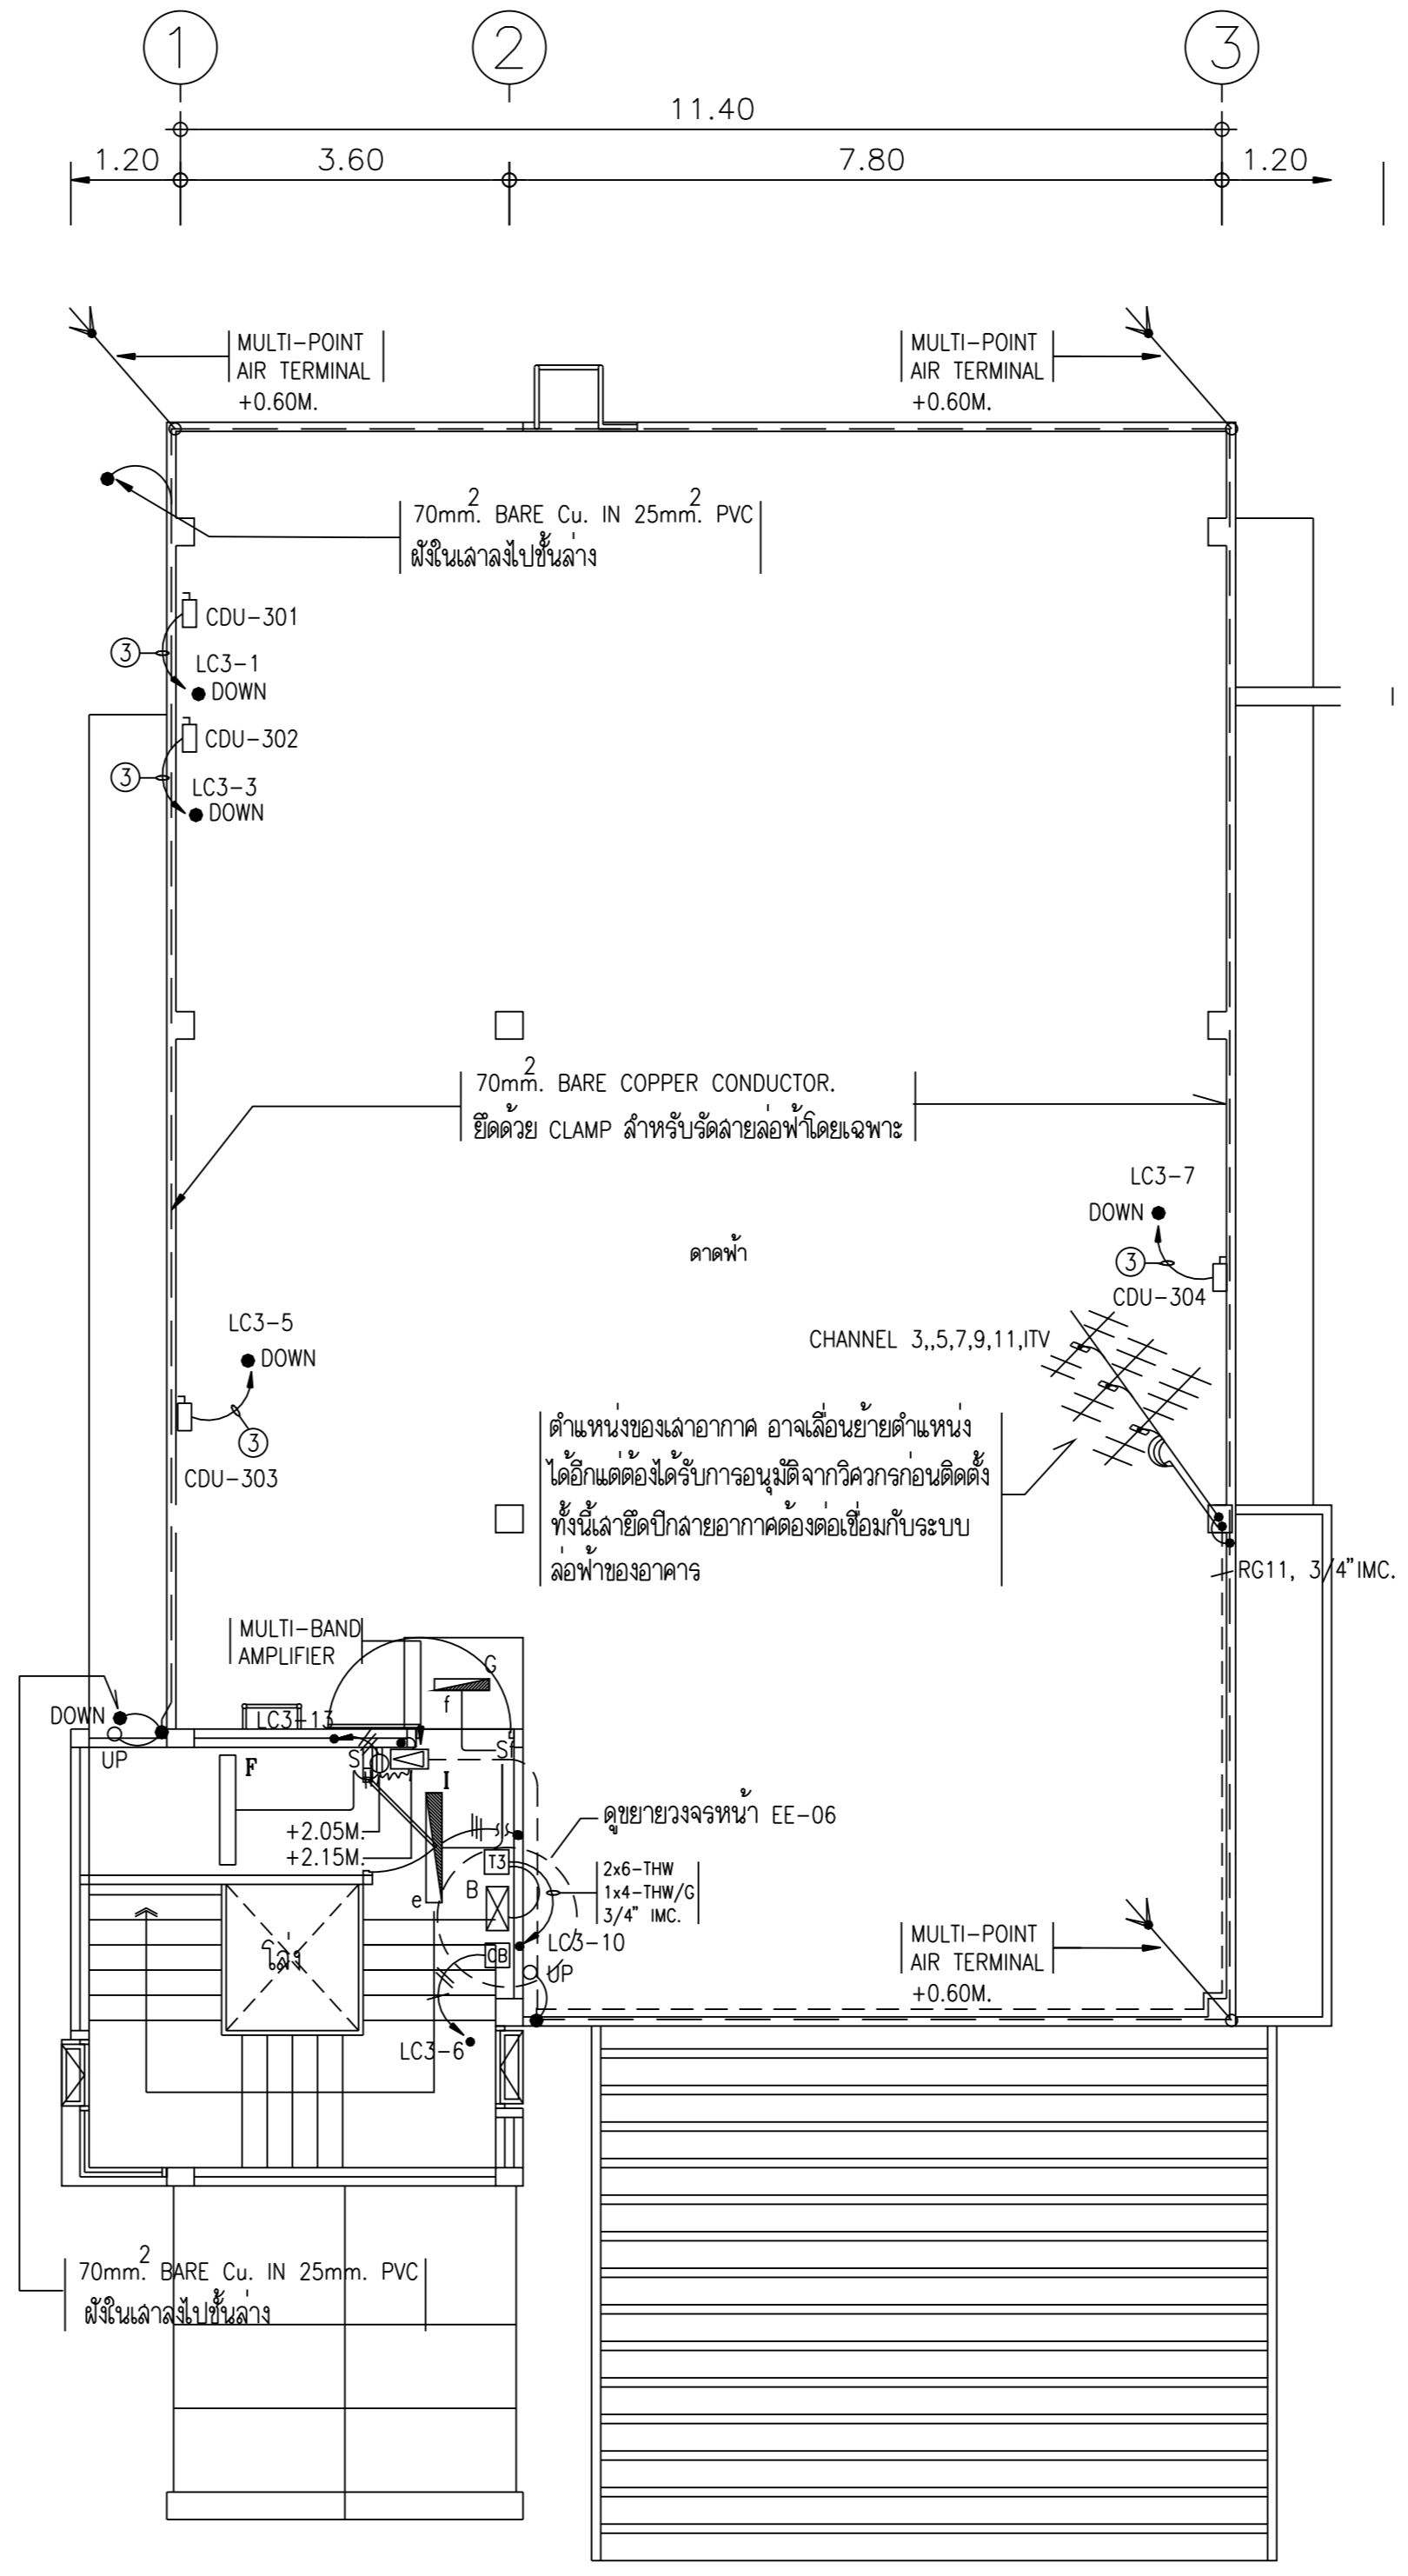 1
2
3
11.40
1.20
3.60
7.80
1.20
MULTI-POINT
AIR TERMINAL
+0.60M.
MULTI-POINT
AIR TERMINAL
+0.60M.
70mm.² BARE Cu. IN 25mm.² PVC
ฝังในเสาลงไปชั้นล่าง
CDU-301
3
LC3-1
DOWN
CDU-302
3
LC3-3
DOWN
70mm.² BARE COPPER CONDUCTOR.
ยึดด้วย CLAMP สำหรับรัดสายล่อฟ้าโดยเฉพาะ
LC3-7
DOWN
3
CDU-304
ดาดฟ้า
LC3-5
DOWN
3
CDU-303
CHANNEL 3,,5,7,9,11,ITV
ตำแหน่งของเสาอากาศ อาจเลื่อนย้ายตำแหน่ง
ได้อีกแต่ต้องได้รับการอนุมัติจากวิศวกรก่อนติดตั้ง
ทั้งนี้เสายึดปีกสายอากาศต้องต่อเชื่อมกับระบบ
ล่อฟ้าของอาคาร
RG11, 3/4"IMC.
MULTI-BAND
AMPLIFIER
G
f
DOWN
UP
LC3-13
S
Sf
F
I
+2.05M.
+2.15M.
ดูขยายวงจรหน้า EE-06
T3
2x6-THW
1x4-THW/G
3/4" IMC.
B
e
LC3-10
CB
UP
โล่ง
LC3-6
MULTI-POINT
AIR TERMINAL
+0.60M.
70mm.² BARE Cu. IN 25mm. PVC
ฝังในเสาลงไปชั้นล่าง